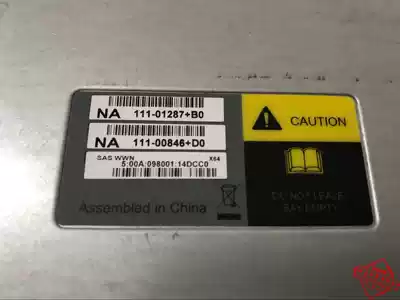 NA 111-01287+B0
NA 111-00846+D0
SAS WWN X64
5:00A:098001:14DCC0
Assembled in China
CAUTION
DO NOT LEAVE
BAY EMPTY